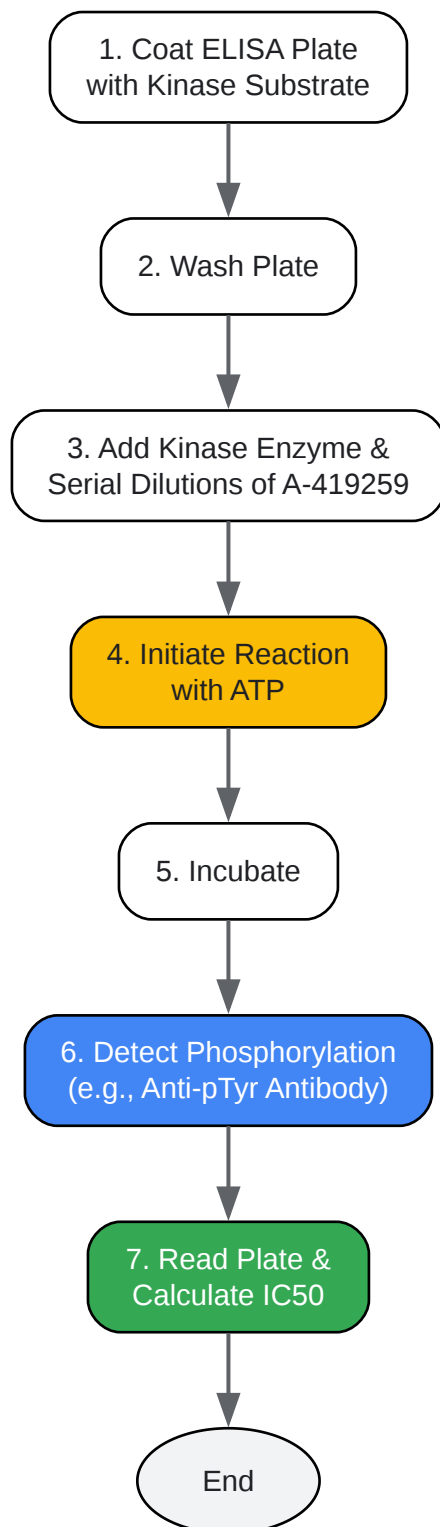 1. Coat ELISA Plate
with Kinase Substrate
2. Wash Plate
3. Add Kinase Enzyme &
Serial Dilutions of A-419259
4. Initiate Reaction
with ATP
5. Incubate
6. Detect Phosphorylation
(e.g., Anti-pTyr Antibody)
7. Read Plate &
Calculate IC50
End